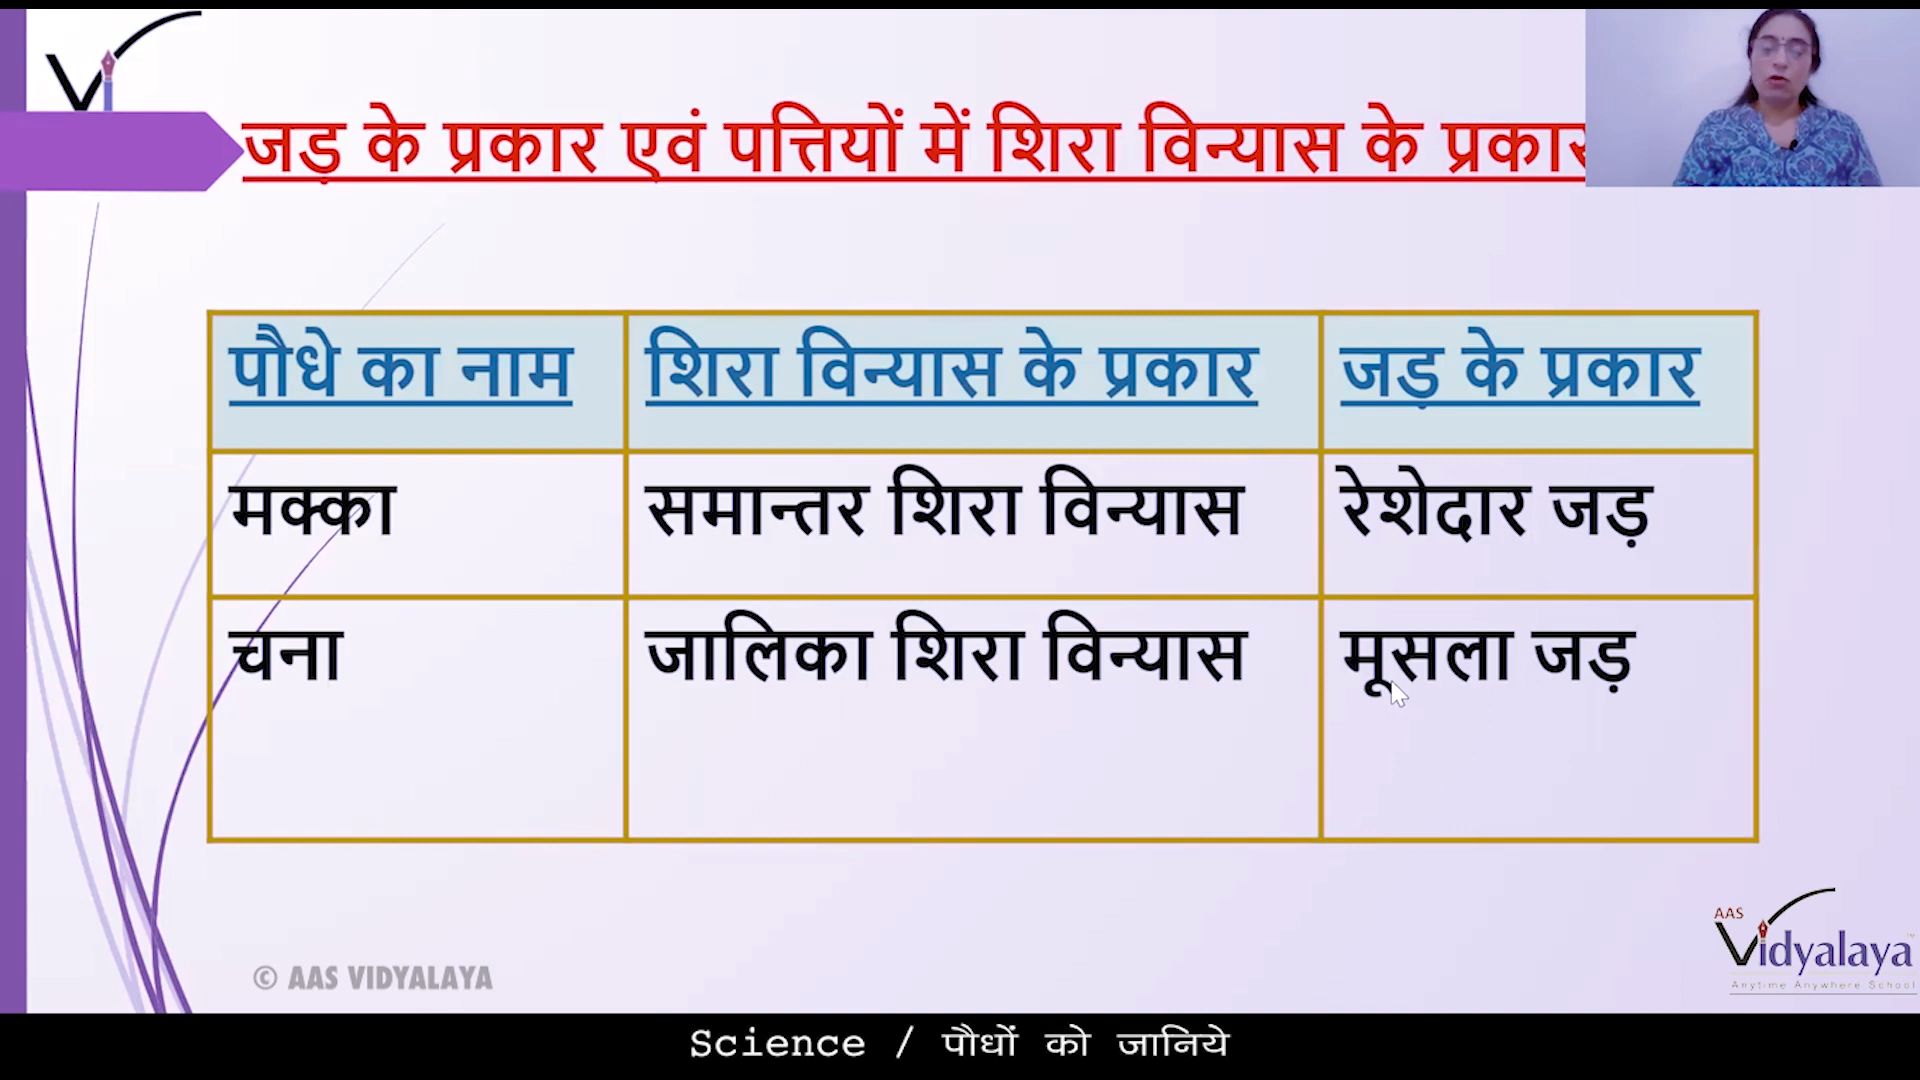 जड़ के प्रकार एवं पत्तियों में शिरा विन्यास के प्रकार
पौधे का नाम शिरा विन्यास के प्रकार जड़ के प्रकार
मक्का समान्तर शिरा विन्यास रेशेदार जड़
चना जालिका शिरा विन्यास मूसला जड़
AAS
Vidyalaya
Anytime Anywhere School
© AAS VIDYALAYA
Science / पौधों को जानिये